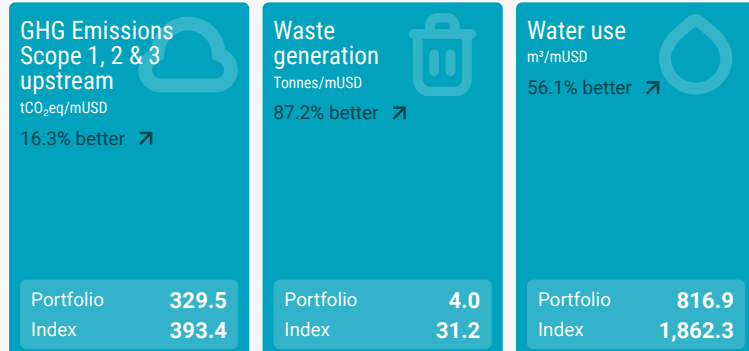 GHG Emissions
Scope 1, 2 & 3
upstream
tCO₂eq/mUSD
16.3% better
Portfolio 329.5
Index 393.4
Waste
generation
Tonnes/mUSD
87.2% better
Portfolio 4.0
Index 31.2
Water use
m³/mUSD
56.1% better
Portfolio 816.9
Index 1,862.3